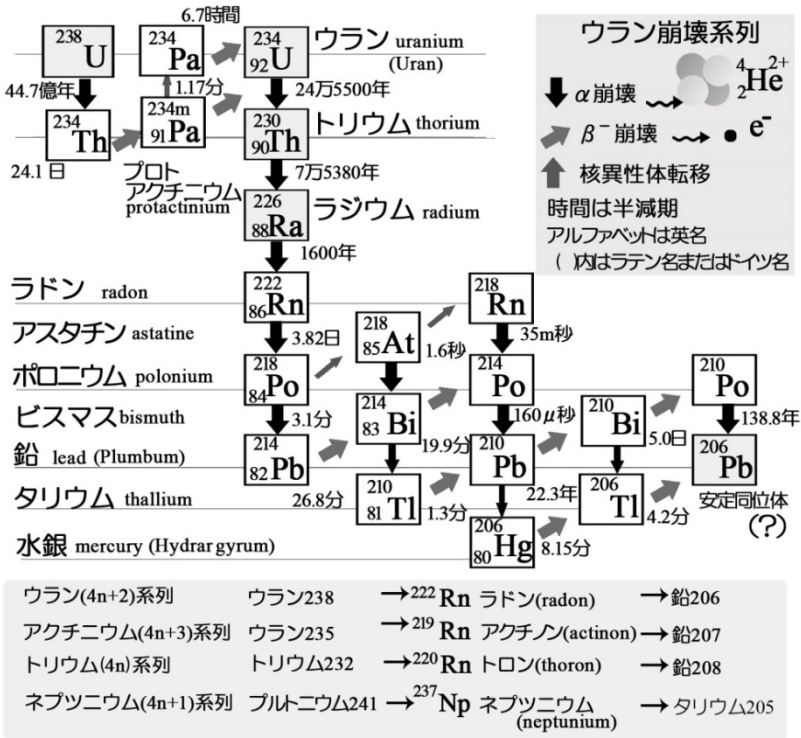 6.7時間
238 U
234 Pa
234 92 U
ウラン uranium
(Uran)
44.7億年
1.17分
24万5500年
234 Th
234m 91 Pa
230 90 Th
トリウム thorium
24.1日
プロト
アクチニウム
protactinium
7万5380年
226 88 Ra
ラジウム radium
1600年
ウラン崩壊系列
α崩壊
4 2 He 2+
β⁻崩壊
e⁻
核異性体転移
時間は半減期
アルファベットは英名
( )内はラテン名またはドイツ名
ラドン radon
222 86 Rn
218 Rn
アスタチン astatine
3.82日
218 85 At
1.6秒
35m秒
ポロニウム polonium
218 84 Po
214 Po
210 Po
ビスマス bismuth
3.1分
214 83 Bi
19.9分
160μ秒
210 Bi
5.0日
138.8年
鉛 lead (Plumbum)
214 82 Pb
210 Pb
206 Pb
タリウム thallium
26.8分
210 81 Tl
1.3分
22.3年
206 Tl
4.2分
安定同位体
(?)
水銀 mercury (Hydrar gyrum)
206 80 Hg
8.15分
ウラン(4n+2)系列 ウラン238 →²²²Rn ラドン(radon) →鉛206
アクチニウム(4n+3)系列 ウラン235 →²¹⁹Rn アクチノン(actinon) →鉛207
トリウム(4n)系列 トリウム232 →²²⁰Rn トロン(thoron) →鉛208
ネプツニウム(4n+1)系列 プルトニウム241 →²³⁷Np ネプツニウム →タリウム205
(neptunium)